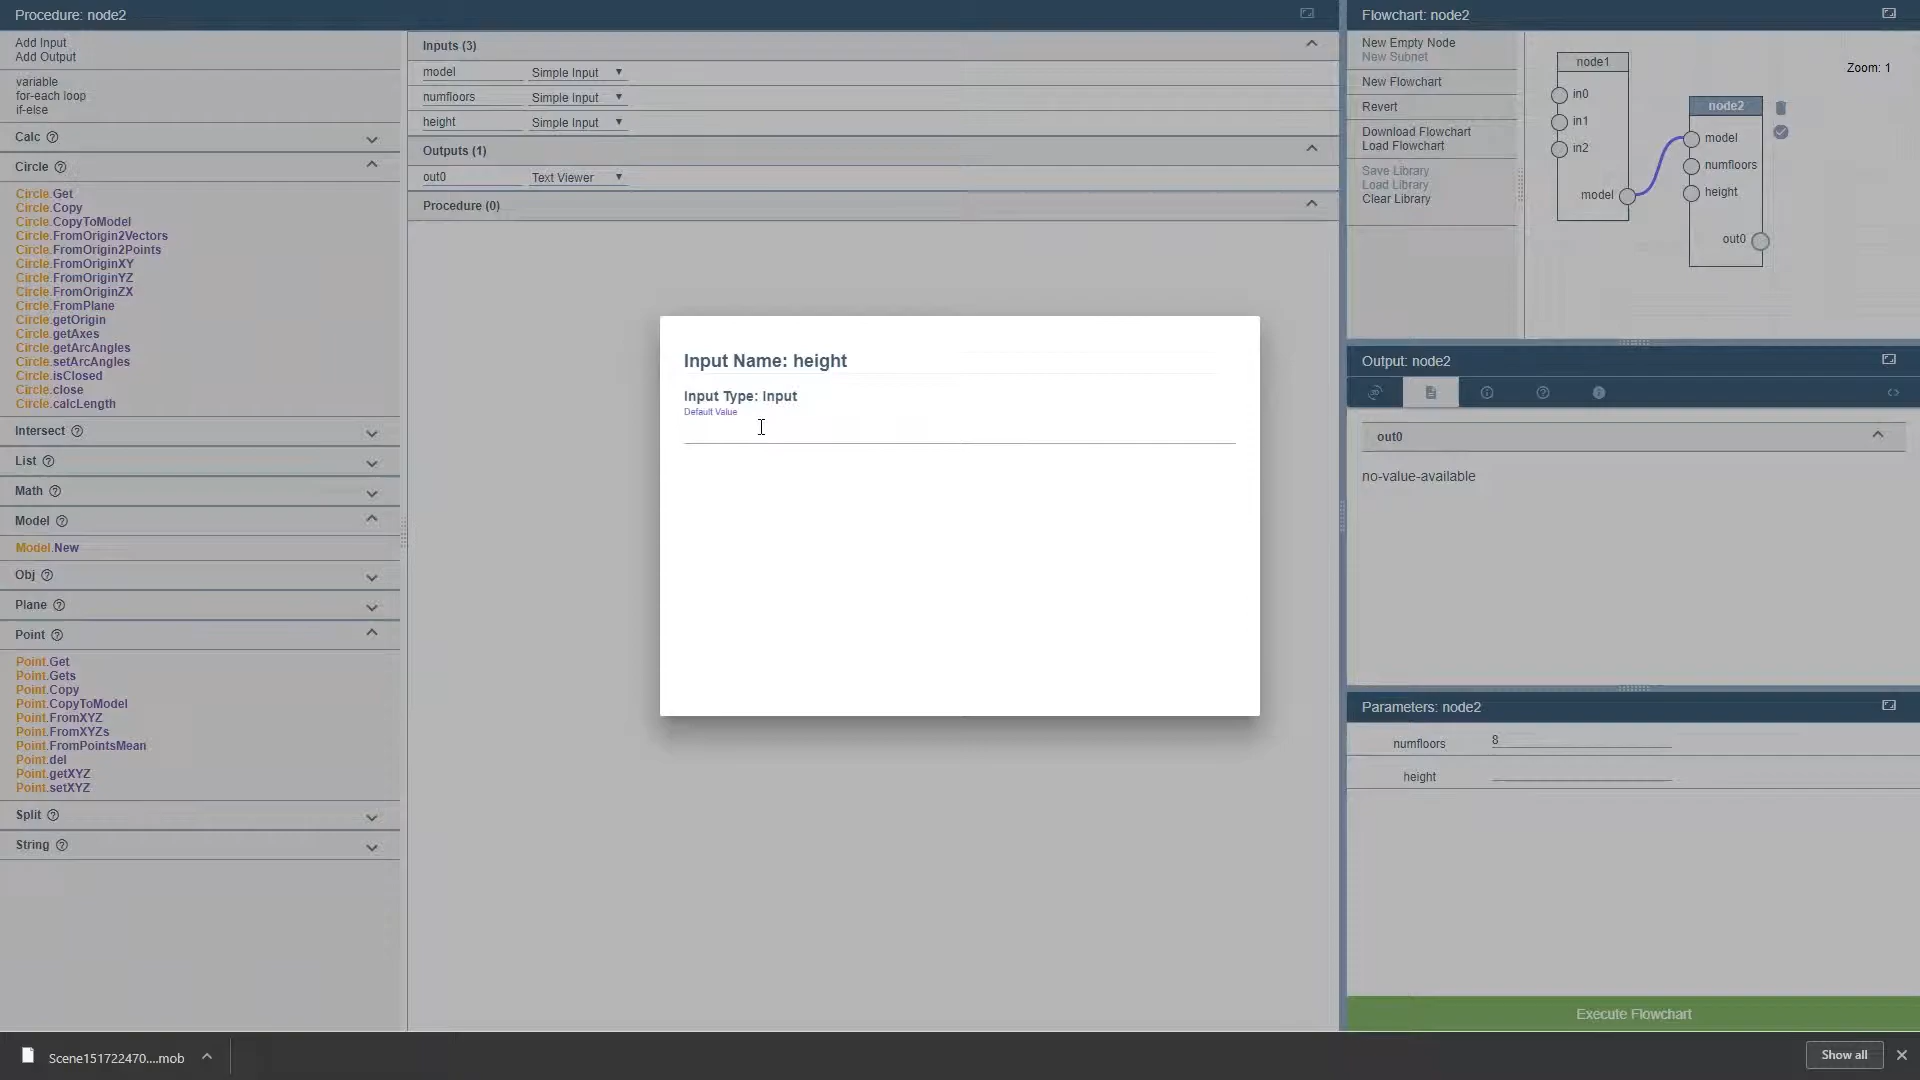 Procedure: node2
Add Input
Add Output
variable
for-each loop
if-else
Calc
Circle
Circle.Get
Circle.Copy
Circle.CopyToModel
Circle.FromOrigin2Vectors
Circle.FromOrigin2Points
Circle.FromOriginXY
Circle.FromOriginYZ
Circle.FromOriginZX
Circle.FromPlane
Circle.getOrigin
Circle.getAxes
Circle.getArcAngles
Circle.setArcAngles
Circle.isClosed
Circle.close
Circle.calcLength
Intersect
List
Math
Model
Model.New
Obj
Plane
Point
Point.Get
Point.Gets
Point.Copy
Point.CopyToModel
Point.FromXYZ
Point.FromXYZs
Point.FromPointsMean
Point.del
Point.getXYZ
Point.setXYZ
Split
String
Inputs (3)
model Simple Input
numfloors Simple Input
height Simple Input
Outputs (1)
out0 Text Viewer
Procedure (0)
Input Name: height
Input Type: Input
Default Value
Flowchart: node2
New Empty Node
New Subnet
New Flowchart
Revert
Download Flowchart
Load Flowchart
Save Library
Load Library
Clear Library
node1
in0
in1
in2
model
node2
model
numfloors
height
out0
Zoom: 1
Output: node2
out0
no-value-available
Parameters: node2
numfloors 8
height
Execute Flowchart
Scene151722470....mob
Show all